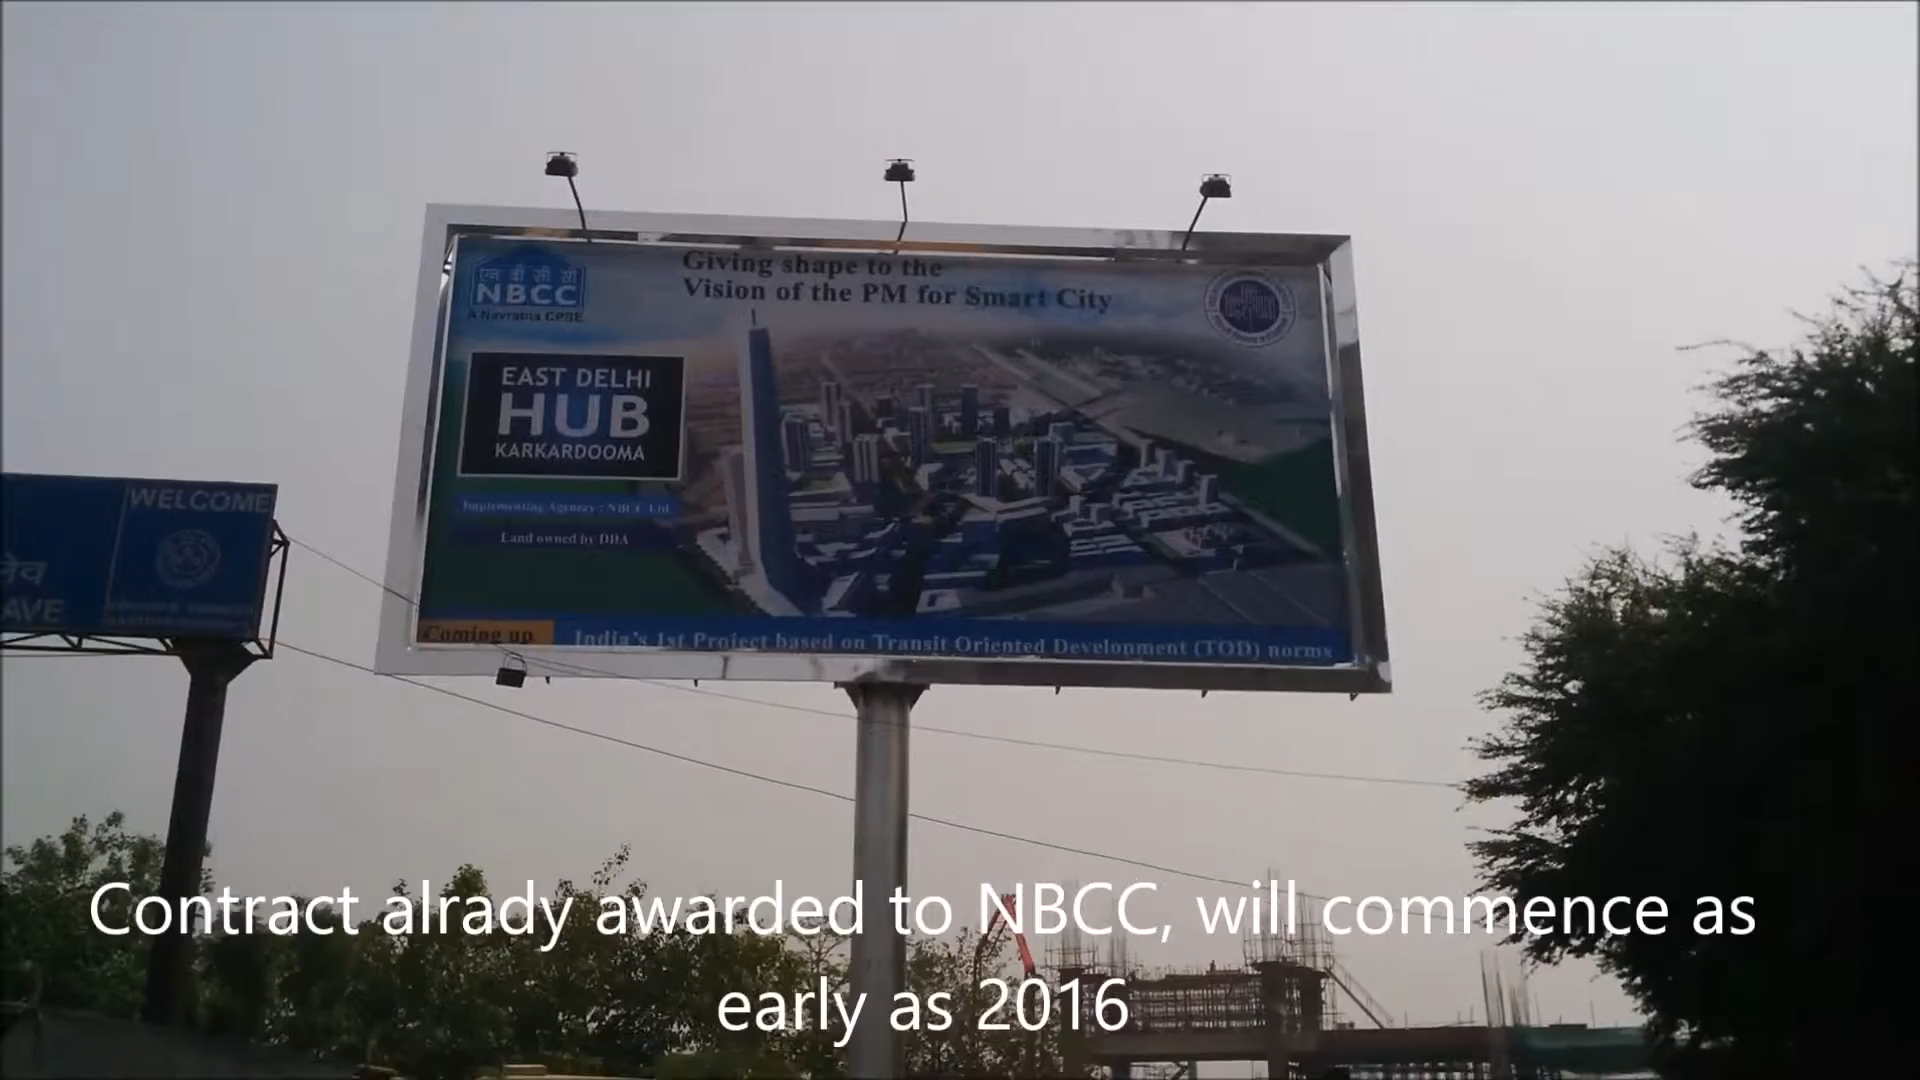 एन बी सी सी
NBCC
A Navratna CPSE
Giving shape to the
Vision of the PM for Smart City
EAST DELHI
HUB
KARKARDOOMA
Implementing Agency : NBCC Ltd
Land owned by DDA
Coming up
India's 1st Project based on Transit Oriented Development (TOD) norms
WELCOME
AVE
Contract alrady awarded to NBCC, will commence as
early as 2016